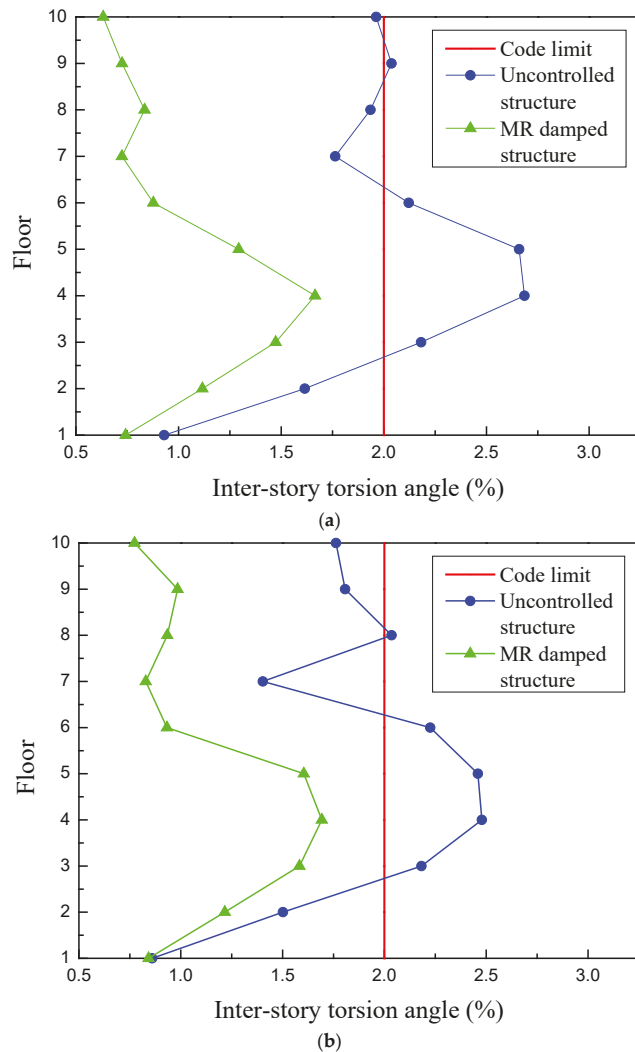 10
9
8
7
6
5
4
3
2
1
Floor
Code limit
Uncontrolled
structure
MR damped
structure
0.5 1.0 1.5 2.0 2.5 3.0
Inter-story torsion angle (%)
(a)
10
9
8
7
6
5
4
3
2
1
Floor
Code limit
Uncontrolled
structure
MR damped
structure
0.5 1.0 1.5 2.0 2.5 3.0
Inter-story torsion angle (%)
(b)